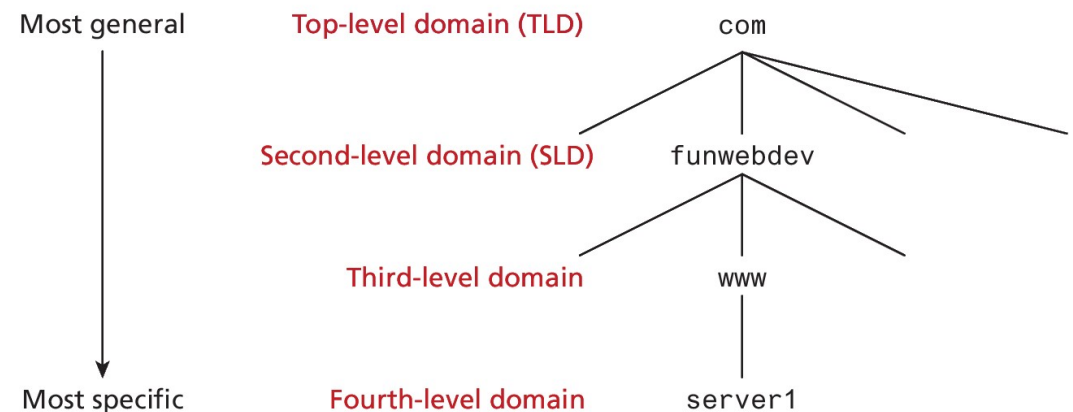 Most general Top-level domain (TLD) com
Second-level domain (SLD) funwebdev
Third-level domain www
Most specific Fourth-level domain server1